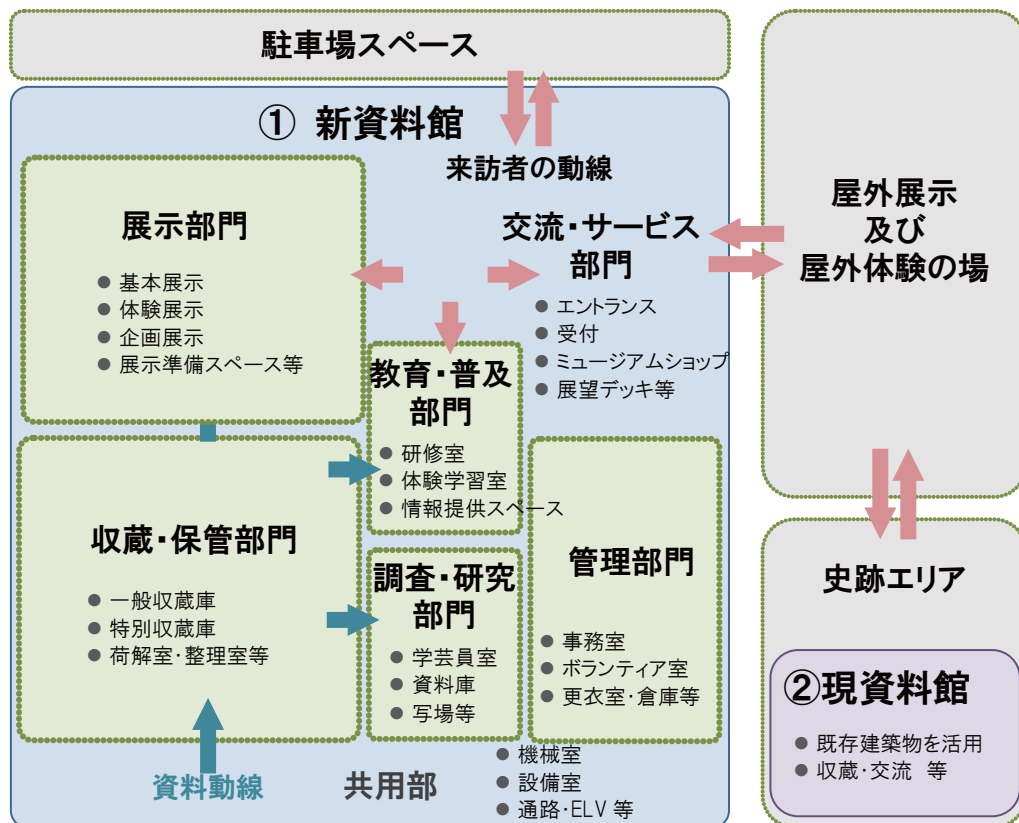 駐車場スペース
① 新資料館
来訪者の動線
展示部門
● 基本展示
● 体験展示
● 企画展示
● 展示準備スペース等
交流・サービス
部門
● エントランス
● 受付
● ミュージアムショップ
● 展望デッキ等
教育・普及
部門
● 研修室
● 体験学習室
● 情報提供スペース
収蔵・保管部門
● 一般収蔵庫
● 特別収蔵庫
● 荷解室・整理室等
調査・研究
部門
● 学芸員室
● 資料庫
● 写場等
管理部門
● 事務室
● ボランティア室
● 更衣室・倉庫等
資料動線
共用部
● 機械室
● 設備室
● 通路・ELV 等
屋外展示
及び
屋外体験の場
史跡エリア
②現資料館
● 既存建築物を活用
● 収蔵・交流 等